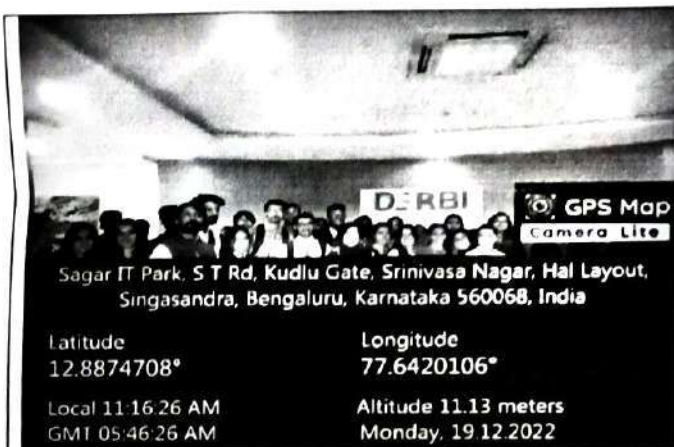 DERBI
GPS Map
Camera Lite
Sagar IT Park, S T Rd, Kudlu Gate, Srinivasa Nagar, Hal Layout,
Singasandra, Bengaluru, Karnataka 560068, India
Latitude
12.8874708°
Longitude
77.6420106°
Local 11:16:26 AM
GMT 05:46:26 AM
Altitude 11.13 meters
Monday, 19.12.2022